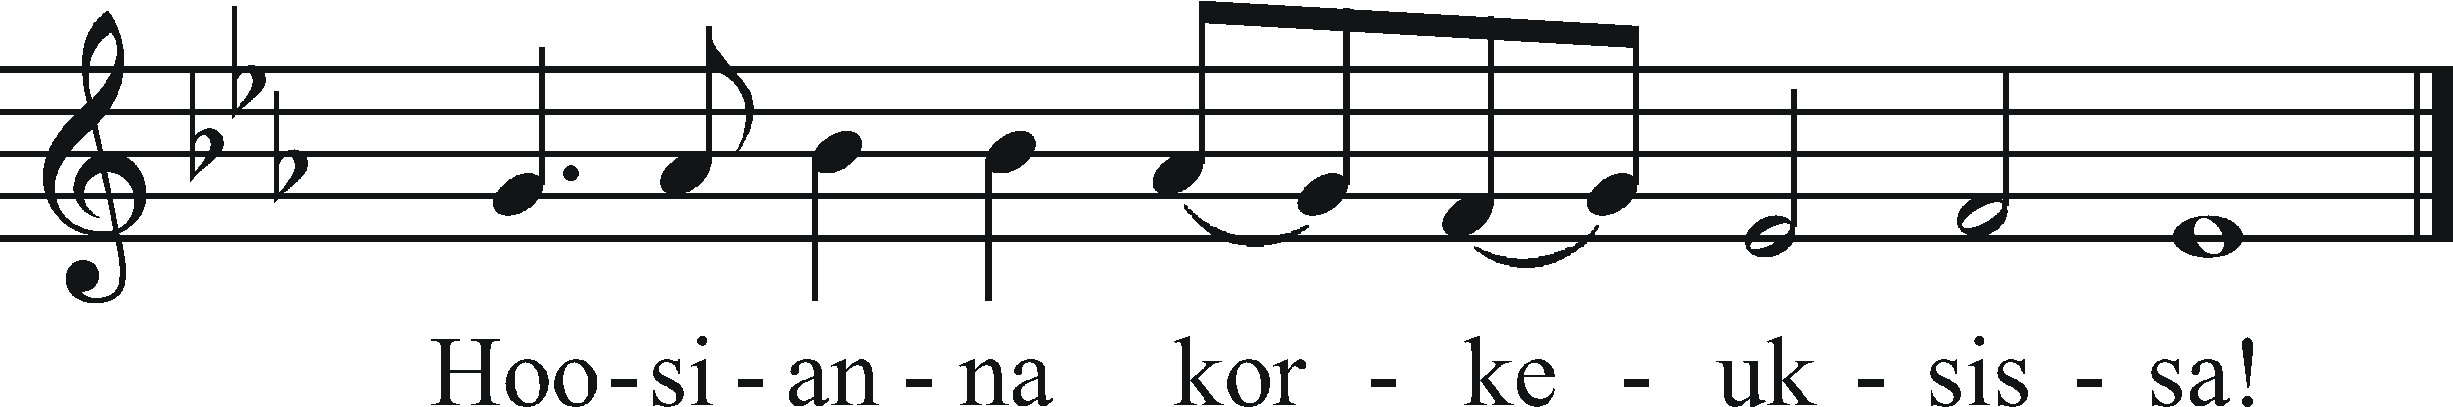 Hoo - si - an - na kor - ke - uk - sis - sa!